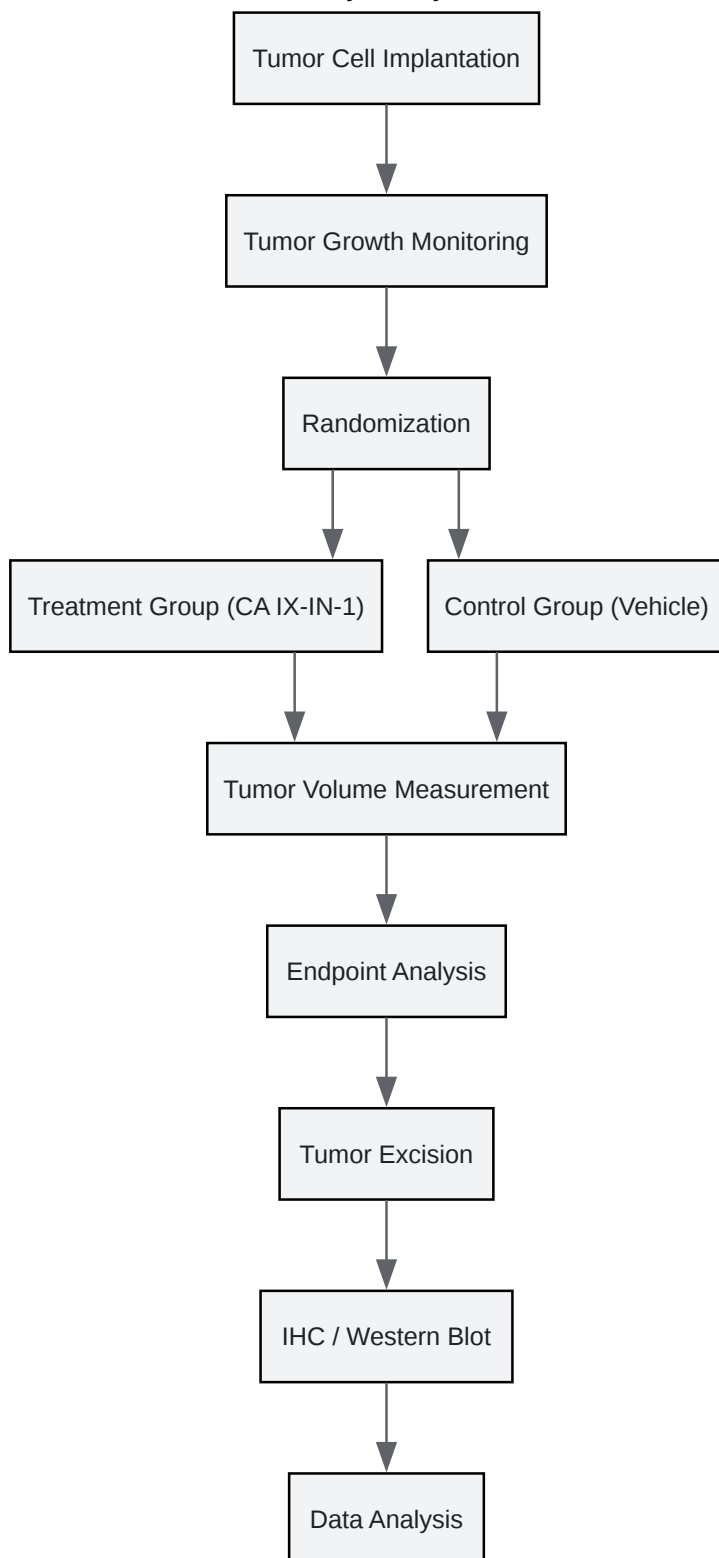 Tumor Cell Implantation
Tumor Growth Monitoring
Randomization
Treatment Group (CA IX-IN-1)
Control Group (Vehicle)
Tumor Volume Measurement
Endpoint Analysis
Tumor Excision
IHC / Western Blot
Data Analysis